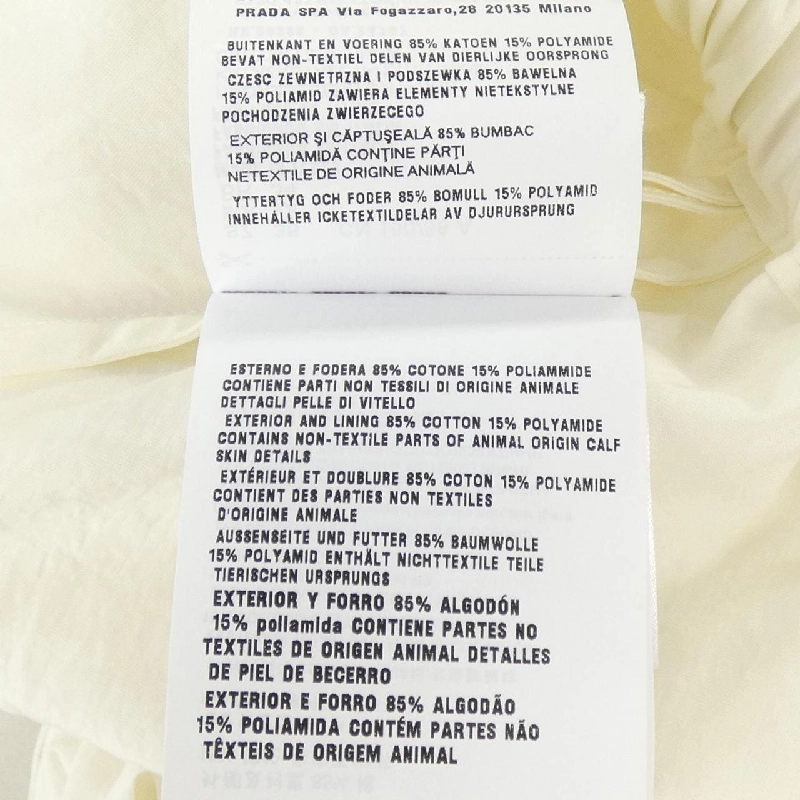 PRADA SPA Via Fogazzaro,28 20135 Milano
BUITENKANT EN VOERING 85% KATOEN 15% POLYAMIDE
BEVAT NON-TEXTIEL DELEN VAN DIERLIJKE OORSPRONG
CZESC ZEWNETRZNA I PODSZEWKA 85% BAWELNA
15% POLIAMID ZAWIERA ELEMENTY NIETEKSTYLNE
POCHODZENIA ZWIERZECEGO
EXTERIOR ŞI CĂPTUŞEALĂ 85% BUMBAC
15% POLIAMIDĂ CONŢINE PĂRŢI
NETEXTILE DE ORIGINE ANIMALĂ
YTTERTYG OCH FODER 85% BOMULL 15% POLYAMID
INNEHÅLLER ICKETEXTILDELAR AV DJURURSPRUNG
ESTERNO E FODERA 85% COTONE 15% POLIAMMIDE
CONTIENE PARTI NON TESSILI DI ORIGINE ANIMALE
DETTAGLI PELLE DI VITELLO
EXTERIOR AND LINING 85% COTTON 15% POLYAMIDE
CONTAINS NON-TEXTILE PARTS OF ANIMAL ORIGIN CALF
SKIN DETAILS
EXTÉRIEUR ET DOUBLURE 85% COTON 15% POLYAMIDE
CONTIENT DES PARTIES NON TEXTILES
D'ORIGINE ANIMALE
AUSSENSEITE UND FUTTER 85% BAUMWOLLE
15% POLYAMID ENTHÄLT NICHTTEXTILE TEILE
TIERISCHEN URSPRUNGS
EXTERIOR Y FORRO 85% ALGODÓN
15% poliamida CONTIENE PARTES NO
TEXTILES DE ORIGEN ANIMAL DETALLES
DE PIEL DE BECERRO
EXTERIOR E FORRO 85% ALGODÃO
15% POLIAMIDA CONTÉM PARTES NÃO
TÊXTEIS DE ORIGEM ANIMAL